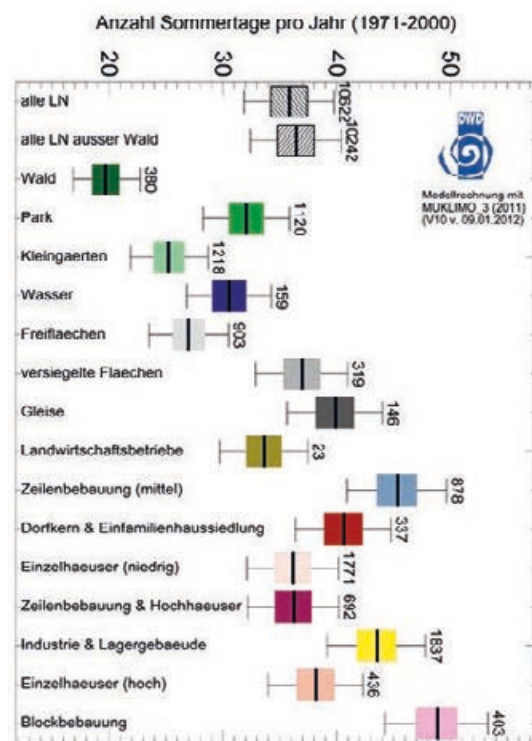 Anzahl Sommertage pro Jahr (1971-2000)
20 30 40 50
alle LN 10622
alle LN ausser Wald 10242
DWD
Wald 380
Modellrechnung mit
MUKLIMO_3 (2011)
(V10 v. 09.01.2012)
Park 1120
Kleingaerten 1218
Wasser 159
Freiflaechen 903
versiegelte Flaechen 319
Gleise 146
Landwirtschaftsbetriebe 23
Zeilenbebauung (mittel) 878
Dorfkern & Einfamilienhaussiedlung 337
Einzelhaeuser (niedrig) 1771
Zeilenbebauung & Hochhaeuser 692
Industrie & Lagergebaeude 1837
Einzelhaeuser (hoch) 436
Blockbebauung 403